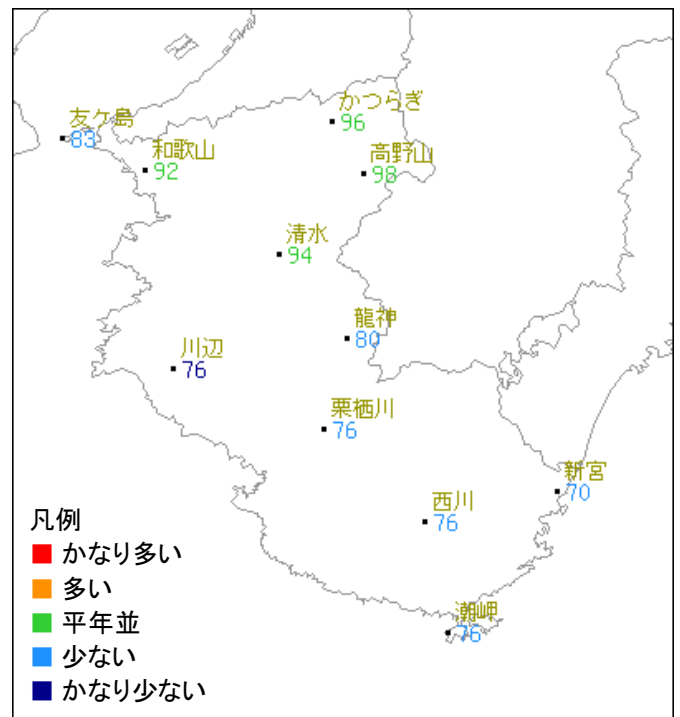 かつらぎ
96
友ケ島
83
和歌山
92
高野山
98
清水
94
龍神
80
川辺
76
栗栖川
76
新宮
70
西川
76
潮岬
76
凡例
かなり多い
多い
平年並
少ない
かなり少ない